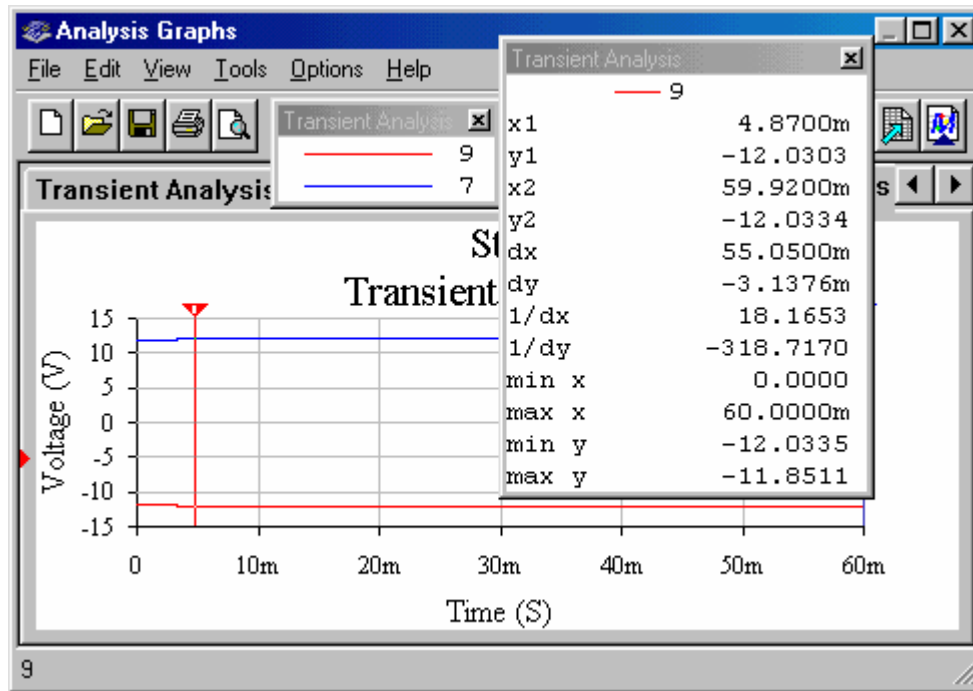 Analysis Graphs
File Edit View Tools Options Help
Transient Analysis
9
7
Transient Analysis
9
x1 4.8700m
y1 -12.0303
x2 59.9200m
y2 -12.0334
dx 55.0500m
dy -3.1376m
1/dx 18.1653
1/dy -318.7170
min x 0.0000
max x 60.0000m
min y -12.0335
max y -11.8511
Transient Analysis
s
St
Transient
Voltage (V)
15
10
5
0
-5
-10
-15
0 10m 20m 30m 40m 50m 60m
Time (S)
9